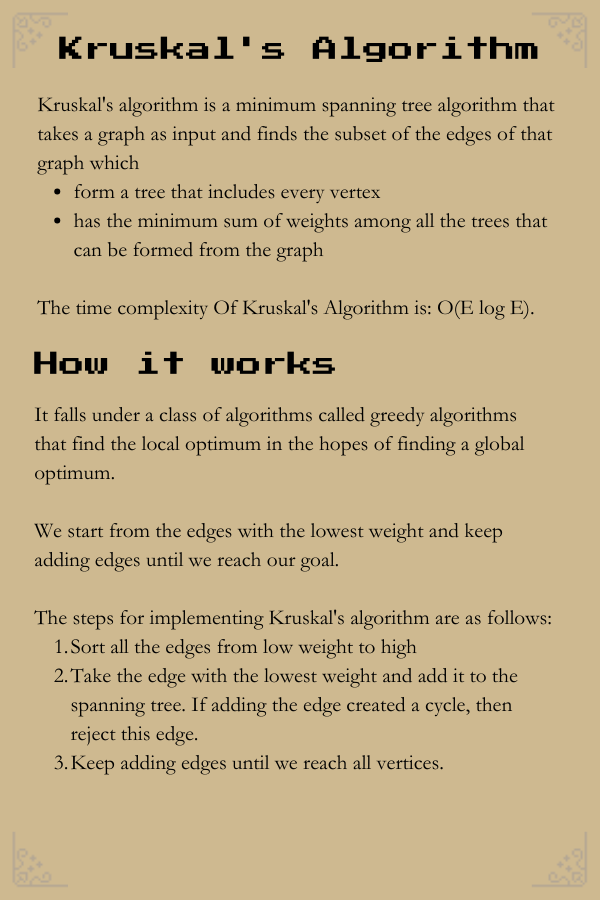 Kruskal's Algorithm
Kruskal's algorithm is a minimum spanning tree algorithm that
takes a graph as input and finds the subset of the edges of that
graph which
• form a tree that includes every vertex
• has the minimum sum of weights among all the trees that
can be formed from the graph
The time complexity Of Kruskal's Algorithm is: O(E log E).
How it works
It falls under a class of algorithms called greedy algorithms
that find the local optimum in the hopes of finding a global
optimum.
We start from the edges with the lowest weight and keep
adding edges until we reach our goal.
The steps for implementing Kruskal's algorithm are as follows:
1. Sort all the edges from low weight to high
2. Take the edge with the lowest weight and add it to the
spanning tree. If adding the edge created a cycle, then
reject this edge.
3. Keep adding edges until we reach all vertices.